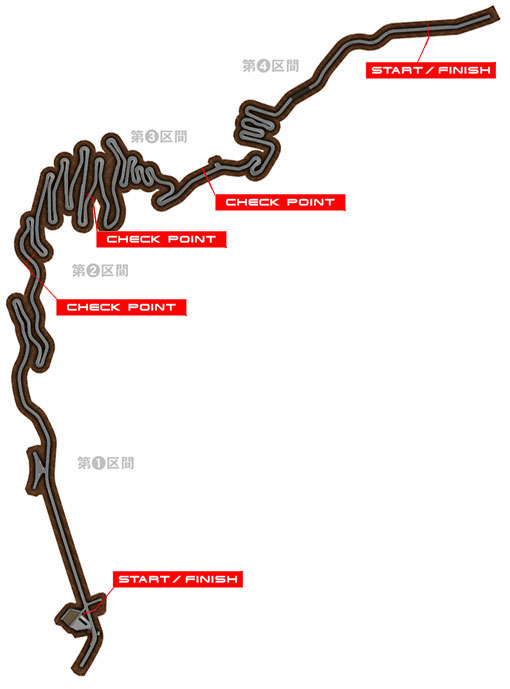 第❹区間
START / FINISH
第❸区間
CHECK POINT
CHECK POINT
第❷区間
CHECK POINT
第❶区間
START / FINISH